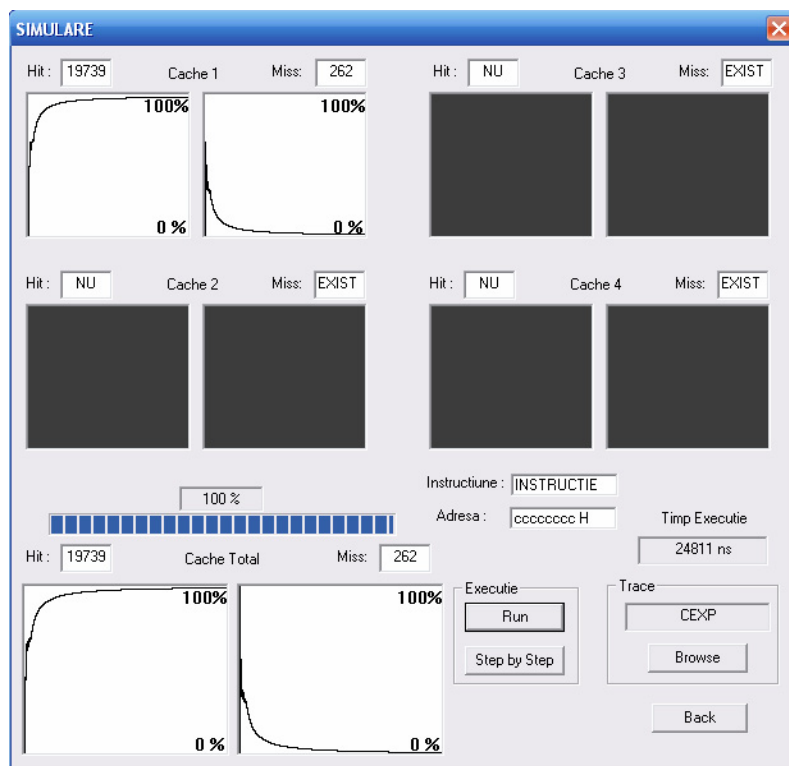 SIMULARE
Hit : 19739 Cache 1 Miss: 262
100% 100%
0 % 0 %
Hit : NU Cache 3 Miss: EXIST
Hit : NU Cache 2 Miss: EXIST
Hit : NU Cache 4 Miss: EXIST
100 %
Instructiune : INSTRUCTIE
Adresa : cccccccc H
Timp Executie
24811 ns
Hit : 19739 Cache Total Miss: 262
100% 100%
0 % 0 %
Executie
Run
Step by Step
Trace
CEXP
Browse
Back